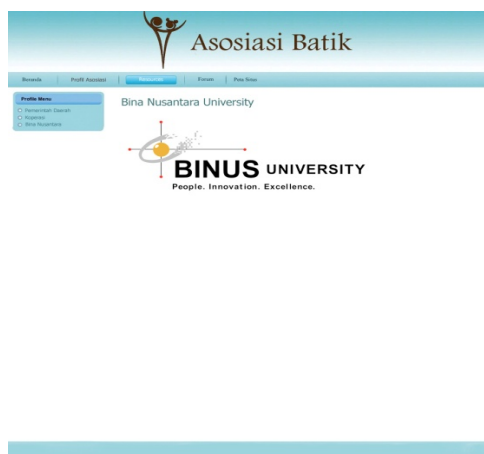 Asosiasi Batik
Beranda
Profil Asosiasi
Forum
Peta Situs
Profile Menu
Pemerintah Daerah
Koperasi
Bina Nusantara
Bina Nusantara University
BINUS UNIVERSITY
People. Innovation. Excellence.